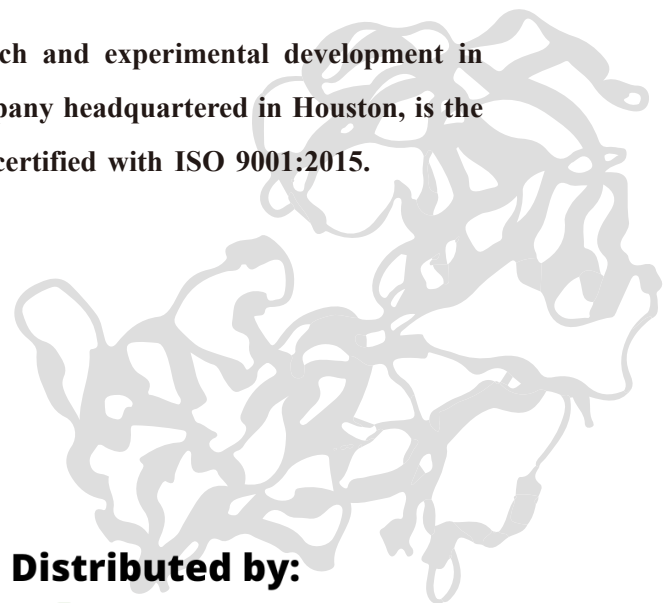 ch and experimental development in
pany headquartered in Houston, is the
certified with ISO 9001:2015.
Distributed by: